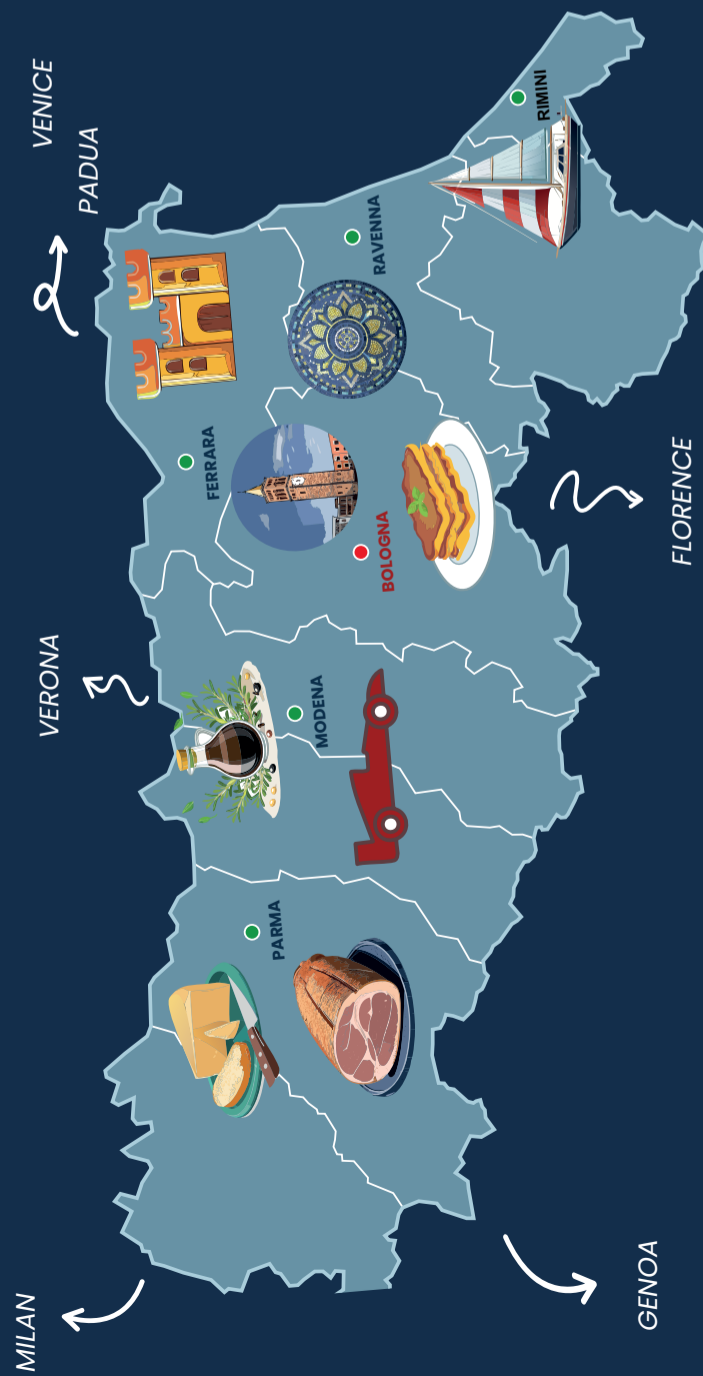 MILAN
VERONA
VENICE
PADUA
PARMA
MODENA
FERRARA
BOLOGNA
RAVENNA
RIMINI
GENOA
FLORENCE